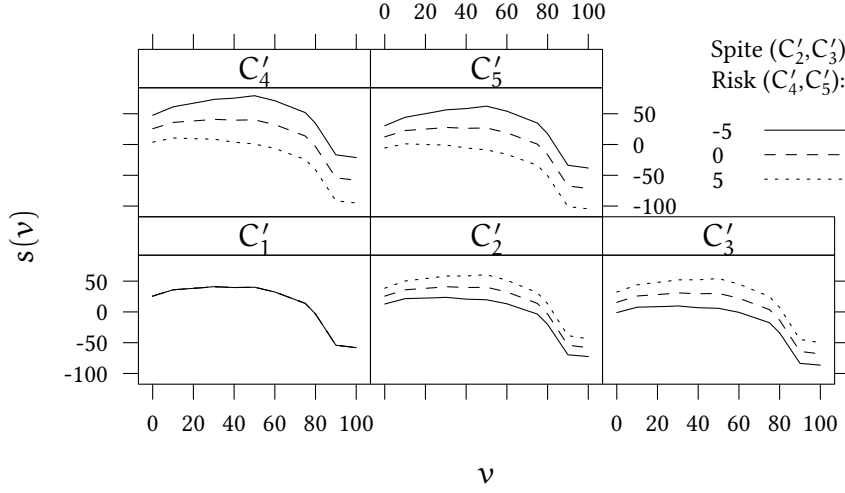 0 20 40 60 80 100
Spite (C′₂,C′₃)
Risk (C′₄,C′₅):
-5
0
5
C′₄
C′₅
50
0
-50
-100
s(ν)
C′₁
C′₂
C′₃
50
0
-50
-100
0 20 40 60 80 100
0 20 40 60 80 100
ν